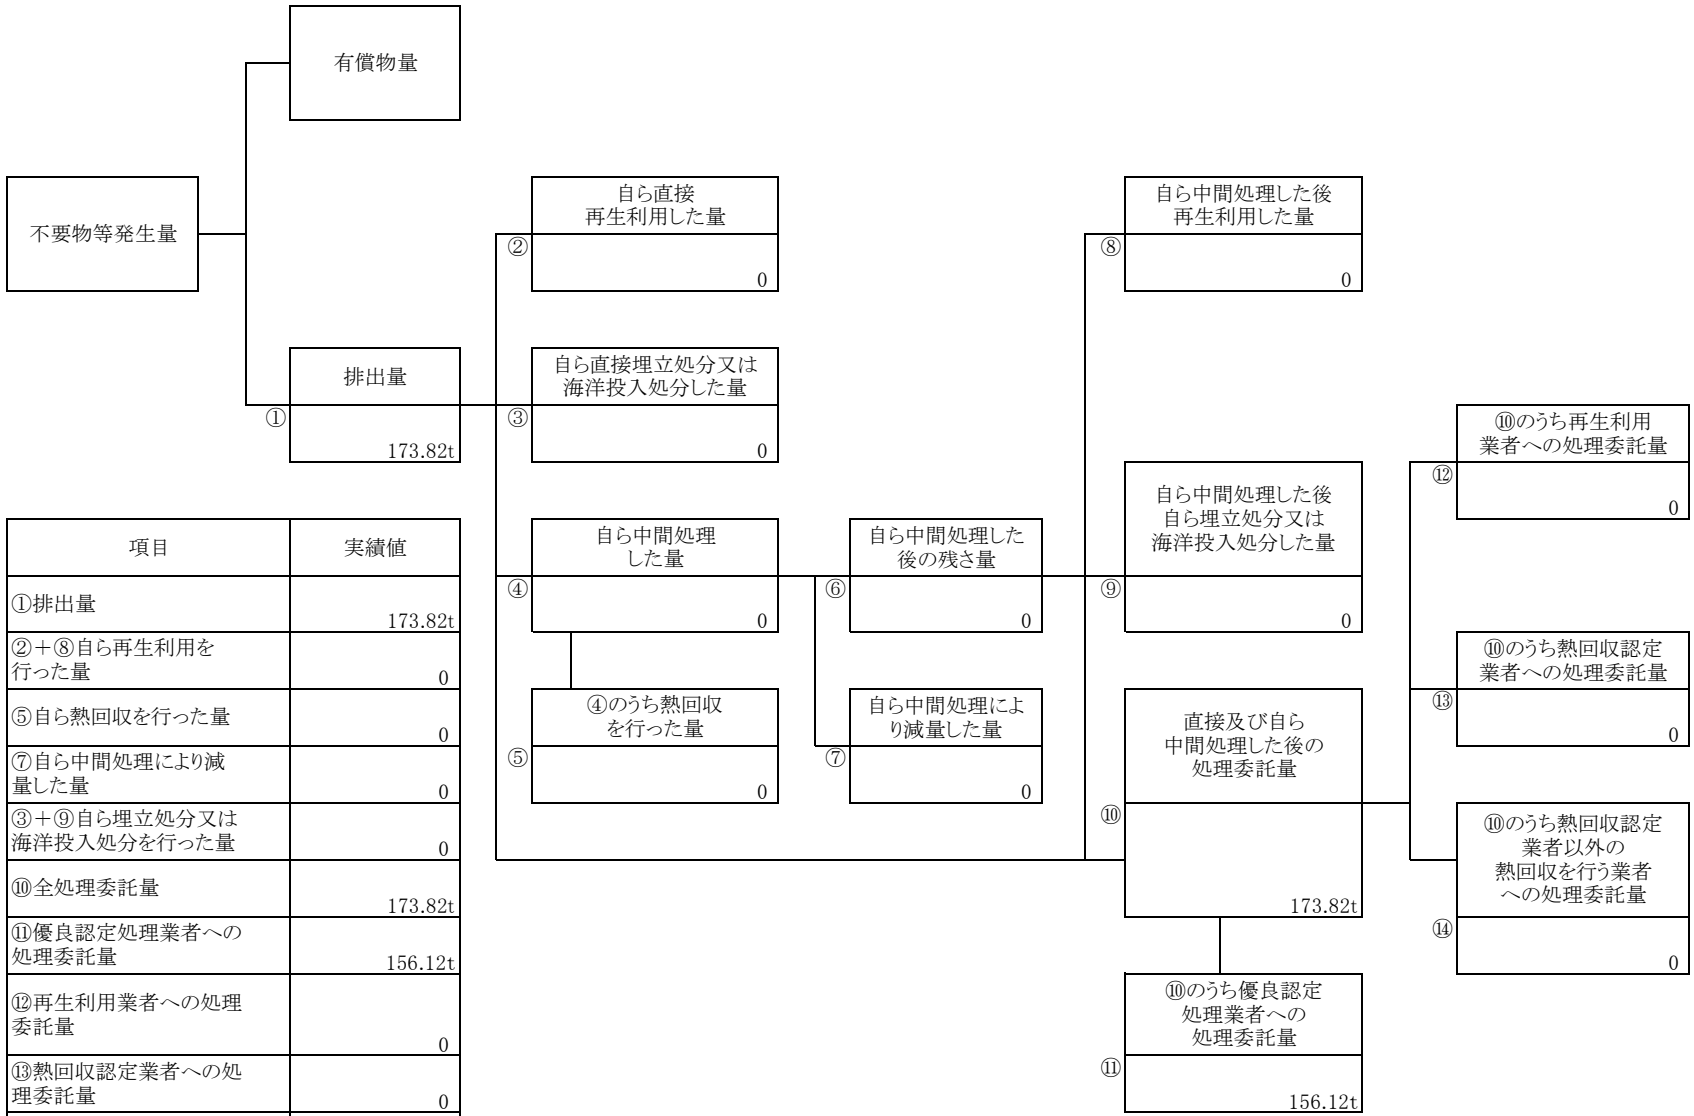 有償物量
不要物等発生量
自ら直接
再生利用した量
②
0
自ら中間処理した後
再生利用した量
⑧
0
排出量
①
173.82t
自ら直接埋立処分又は
海洋投入処分した量
③
0
⑩のうち再生利用
業者への処理委託量
⑫
0
自ら中間処理
した量
④
0
自ら中間処理した
後の残さ量
⑥
0
自ら中間処理した後
自ら埋立処分又は
海洋投入処分した量
⑨
0
⑩のうち熱回収認定
業者への処理委託量
⑬
0
④のうち熱回収
を行った量
⑤
0
自ら中間処理によ
り減量した量
⑦
0
直接及び自ら
中間処理した後の
処理委託量
⑩
173.82t
⑩のうち熱回収認定
業者以外の
熱回収を行う業者
への処理委託量
⑭
0
⑩のうち優良認定
処理業者への
処理委託量
⑪
156.12t
項目 実績値
①排出量
173.82t
②＋⑧自ら再生利用を
行った量
0
⑤自ら熱回収を行った量
0
⑦自ら中間処理により減
量した量
0
③＋⑨自ら埋立処分又は
海洋投入処分を行った量
0
⑩全処理委託量
173.82t
⑪優良認定処理業者への
処理委託量
156.12t
⑫再生利用業者への処理
委託量
0
⑬熱回収認定業者への処
理委託量
0